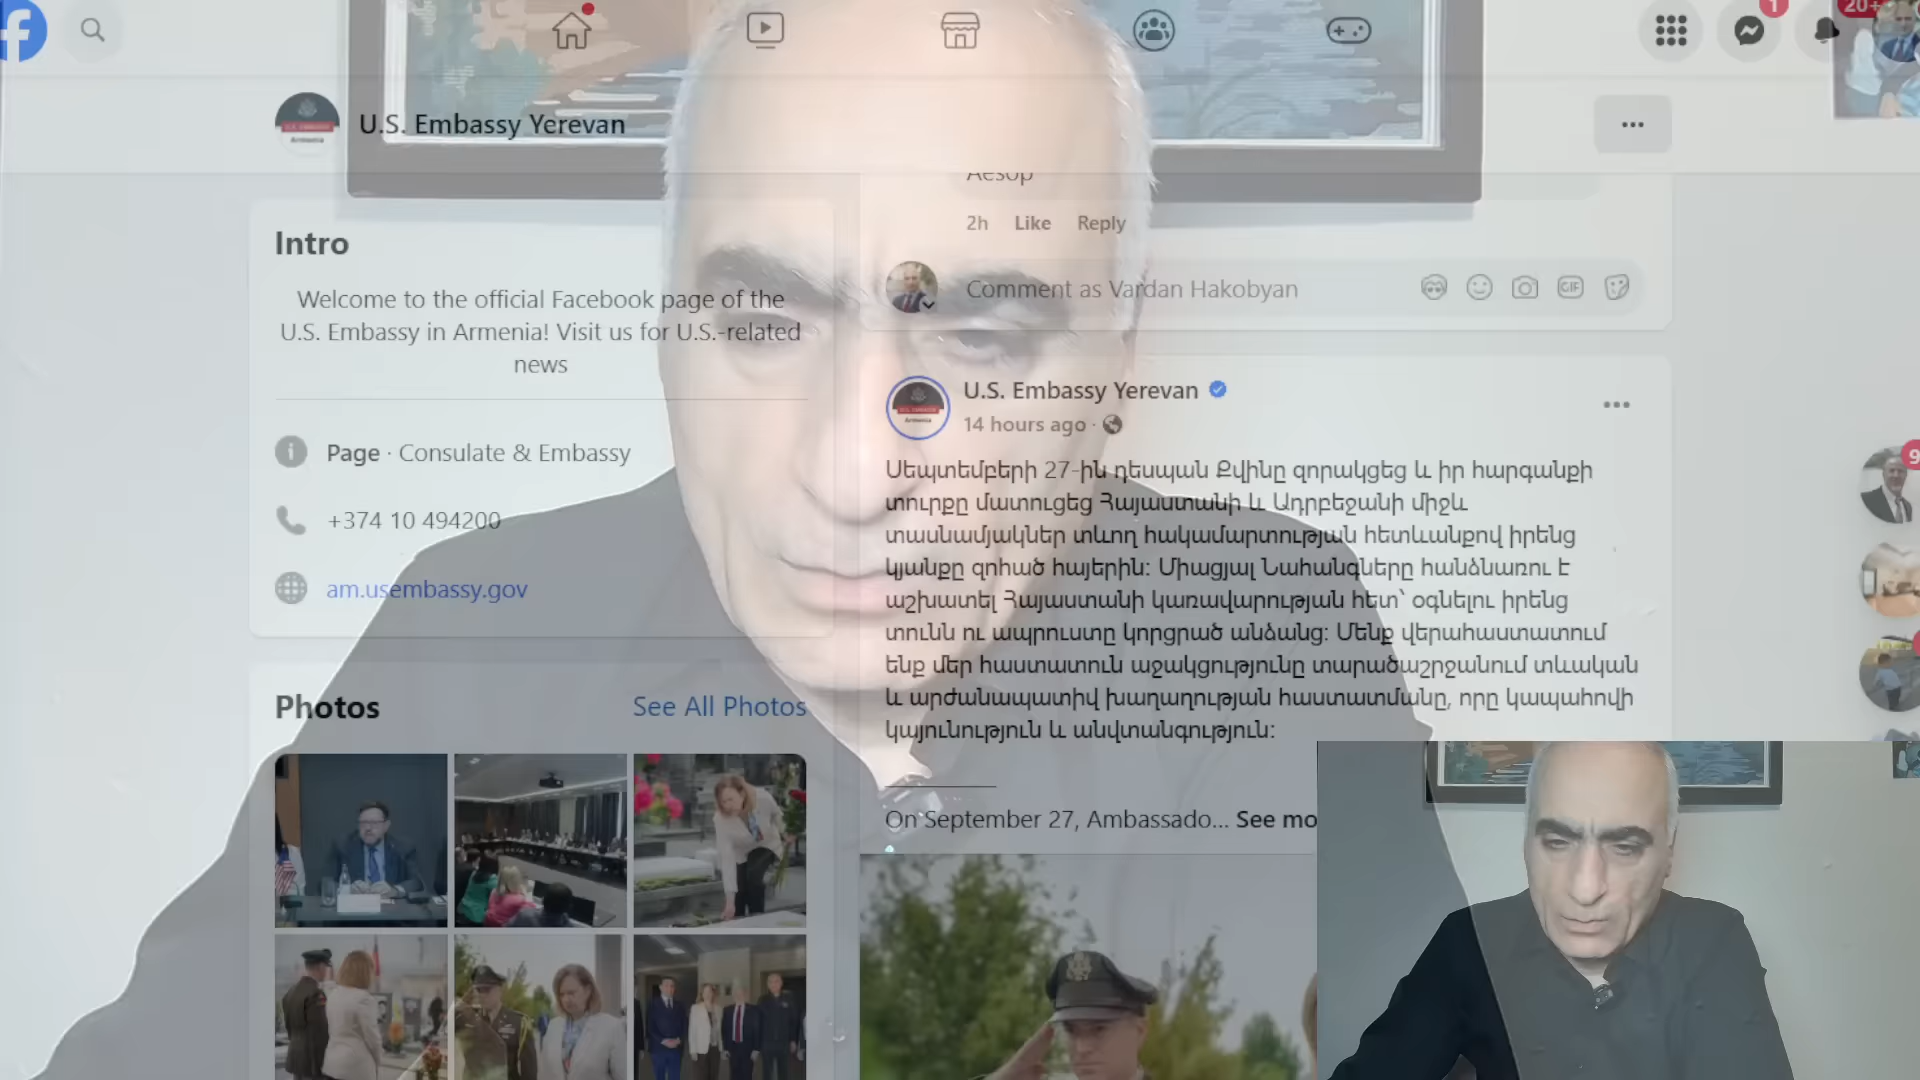 1
20+
U.S. Embassy Yerevan
Aesop
2h Like Reply
Intro
Welcome to the official Facebook page of the
U.S. Embassy in Armenia! Visit us for U.S.-related
news
Comment as Vardan Hakobyan
GIF
Page · Consulate & Embassy
+374 10 494200
am.usembassy.gov
U.S. Embassy Yerevan
14 hours ago
9
Սեպտեմբերի 27-ին դեսպան Քվինը զորակցեց և իր հարգանքի
տուրքը մատուցեց Հայաստանի և Ադրբեջանի միջև
տասնամյակներ տևող հակամարտության հետևանքով իրենց
կյանքը զոհած հայերին: Միացյալ Նահանգները հանձնառու է
աշխատել Հայաստանի կառավարության հետ՝ օգնելու իրենց
տունն ու ապրուստը կորցրած անձանց: Մենք վերահաստատում
ենք մեր հաստատուն աջակցությունը տարածաշրջանում տևական
և արժանապատիվ խաղաղության հաստատմանը, որը կապահովի
կայունություն և անվտանգություն:
On September 27, Ambassado... See mo
Photos
See All Photos